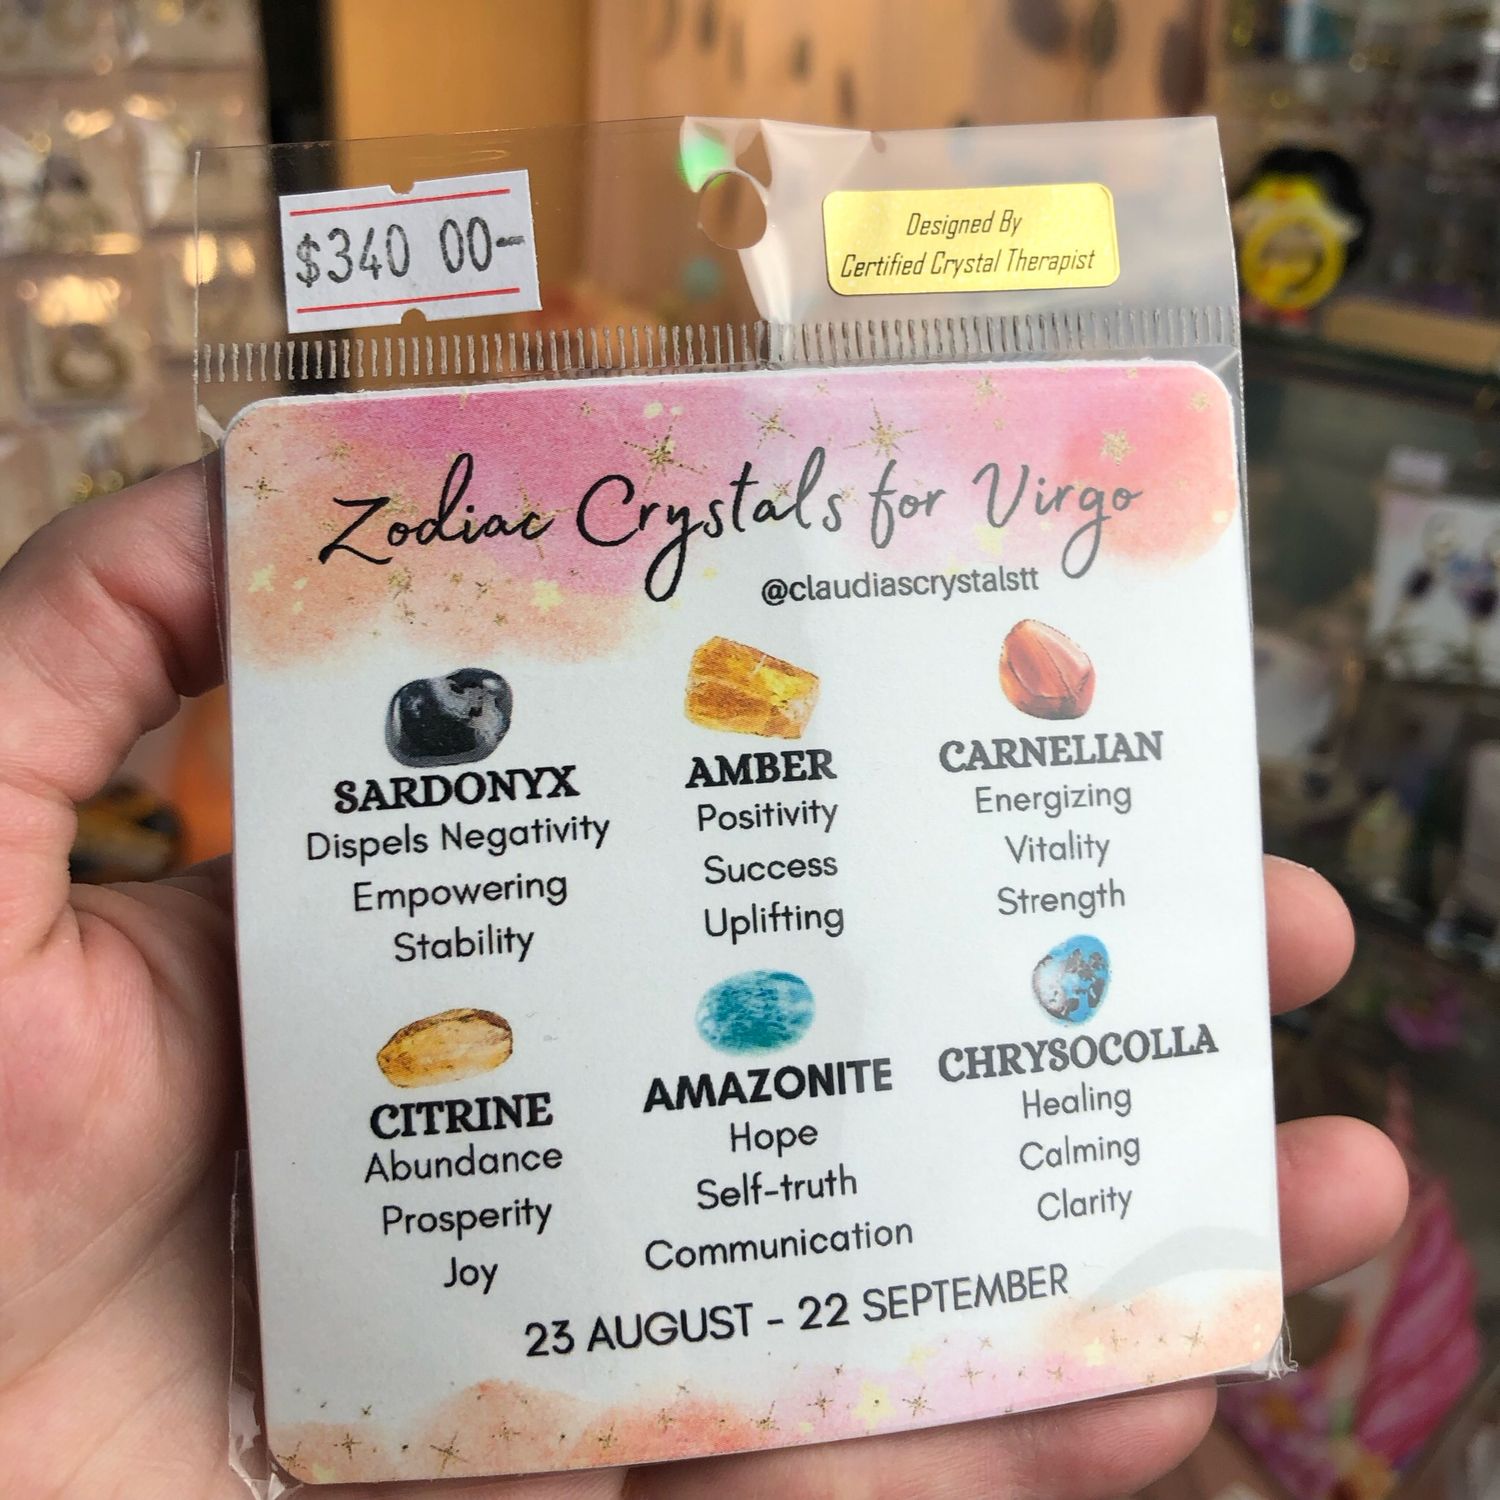 $340 00-
Designed By
Certified Crystal Therapist
Zodiac Crystals for Virgo
@claudiascrystalstt
SARDONYX
Dispels Negativity
Empowering
Stability
AMBER
Positivity
Success
Uplifting
CARNELIAN
Energizing
Vitality
Strength
CITRINE
Abundance
Prosperity
Joy
AMAZONITE
Hope
Self-truth
Communication
CHRYSOCOLLA
Healing
Calming
Clarity
23 AUGUST - 22 SEPTEMBER